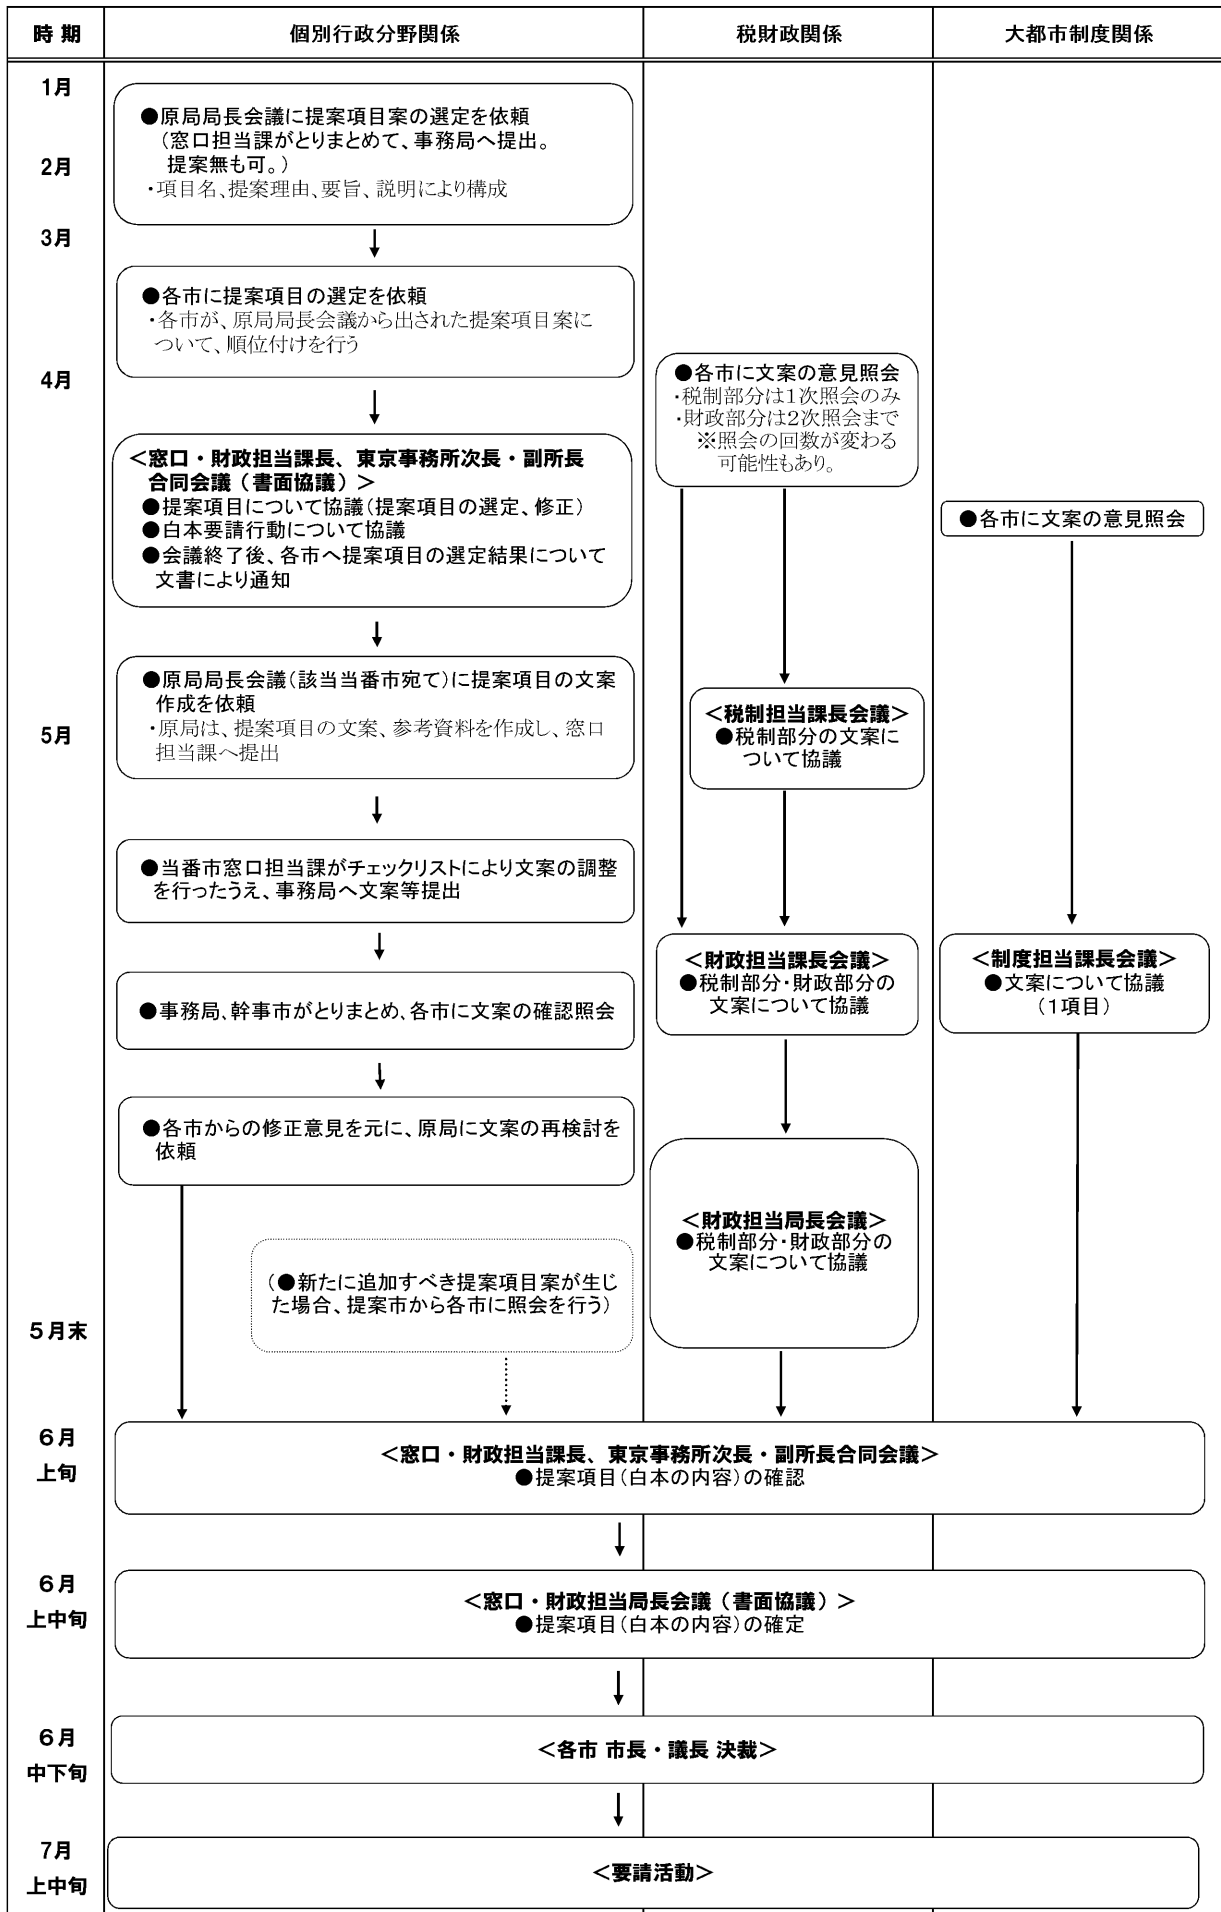 時 期
個別行政分野関係
税財政関係
大都市制度関係
1月
●原局局長会議に提案項目案の選定を依頼
（窓口担当課がとりまとめて、事務局へ提出。
提案無も可。）
・項目名、提案理由、要旨、説明により構成
2月
3月
●各市に提案項目の選定を依頼
・各市が、原局局長会議から出された提案項目案に
ついて、順位付けを行う
4月
●各市に文案の意見照会
・税制部分は１次照会のみ
・財政部分は２次照会まで
※照会の回数が変わる
可能性もあり。
＜窓口・財政担当課長、東京事務所次長・副所長
合同会議（書面協議）＞
●提案項目について協議（提案項目の選定、修正）
●白本要請行動について協議
●会議終了後、各市へ提案項目の選定結果について
文書により通知
●各市に文案の意見照会
●原局局長会議（該当当番市宛て）に提案項目の文案
作成を依頼
・原局は、提案項目の文案、参考資料を作成し、窓口
担当課へ提出
5月
＜税制担当課長会議＞
●税制部分の文案に
ついて協議
●当番市窓口担当課がチェックリストにより文案の調整
を行ったうえ、事務局へ文案等提出
＜財政担当課長会議＞
●税制部分・財政部分の
文案について協議
＜制度担当課長会議＞
●文案について協議
（１項目）
●事務局、幹事市がとりまとめ、各市に文案の確認照会
●各市からの修正意見を元に、原局に文案の再検討を
依頼
＜財政担当局長会議＞
●税制部分・財政部分の
文案について協議
（●新たに追加すべき提案項目案が生じ
た場合、提案市から各市に照会を行う）
５月末
６月
上旬
＜窓口・財政担当課長、東京事務所次長・副所長合同会議＞
●提案項目（白本の内容）の確認
６月
上中旬
＜窓口・財政担当局長会議（書面協議）＞
●提案項目（白本の内容）の確定
６月
中下旬
＜各市 市長・議長 決裁＞
7月
上中旬
＜要請活動＞